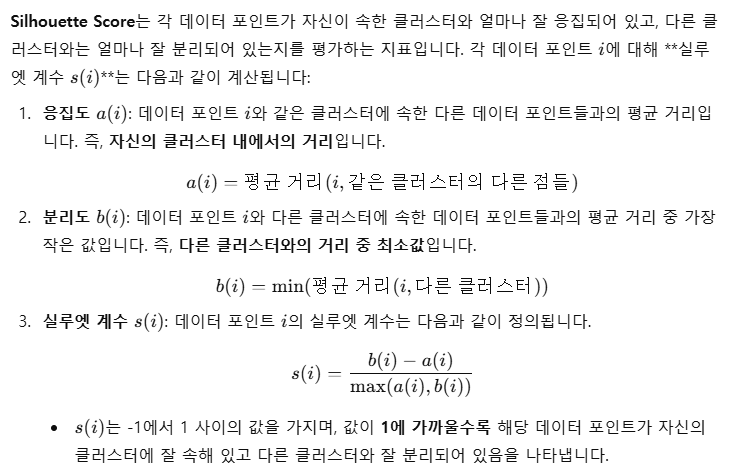 Silhouette Score는 각 데이터 포인트가 자신이 속한 클러스터와 얼마나 잘 응집되어 있고, 다른 클
러스터와는 얼마나 잘 분리되어 있는지를 평가하는 지표입니다. 각 데이터 포인트 i에 대해 **실루
엣 계수 s(i)**는 다음과 같이 계산됩니다:
1. 응집도 a(i): 데이터 포인트 i와 같은 클러스터에 속한 다른 데이터 포인트들과의 평균 거리입
니다. 즉, 자신의 클러스터 내에서의 거리입니다.
a(i) = 평균 거리(i, 같은 클러스터의 다른 점들)
2. 분리도 b(i): 데이터 포인트 i와 다른 클러스터에 속한 데이터 포인트들과의 평균 거리 중 가장
작은 값입니다. 즉, 다른 클러스터와의 거리 중 최소값입니다.
b(i) = min(평균 거리(i, 다른 클러스터))
3. 실루엣 계수 s(i): 데이터 포인트 i의 실루엣 계수는 다음과 같이 정의됩니다.
s(i) = \frac{b(i) − a(i)}{max(a(i), b(i))}
• s(i)는 -1에서 1 사이의 값을 가지며, 값이 1에 가까울수록 해당 데이터 포인트가 자신의
클러스터에 잘 속해 있고 다른 클러스터와 잘 분리되어 있음을 나타냅니다.